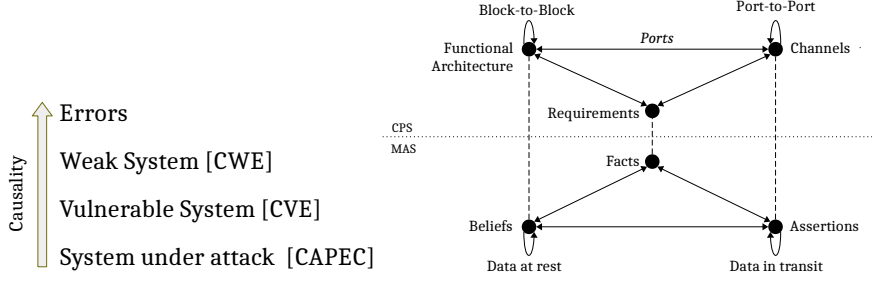 Causality
Errors
Weak System [CWE]
Vulnerable System [CVE]
System under attack [CAPEC]
Block-to-Block
Port-to-Port
Functional
Architecture
Ports
Channels
Requirements
CPS
MAS
Facts
Beliefs
Assertions
Data at rest
Data in transit